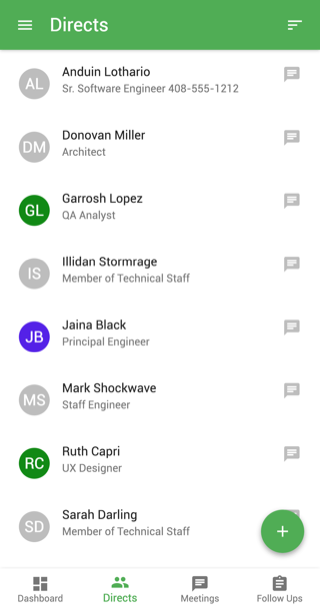 Directs
AL
Anduin Lothario
Sr. Software Engineer 408-555-1212
DM
Donovan Miller
Architect
GL
Garrosh Lopez
QA Analyst
IS
Illidan Stormrage
Member of Technical Staff
JB
Jaina Black
Principal Engineer
MS
Mark Shockwave
Staff Engineer
RC
Ruth Capri
UX Designer
SD
Sarah Darling
Member of Technical Staff
+
Dashboard
Directs
Meetings
Follow Ups